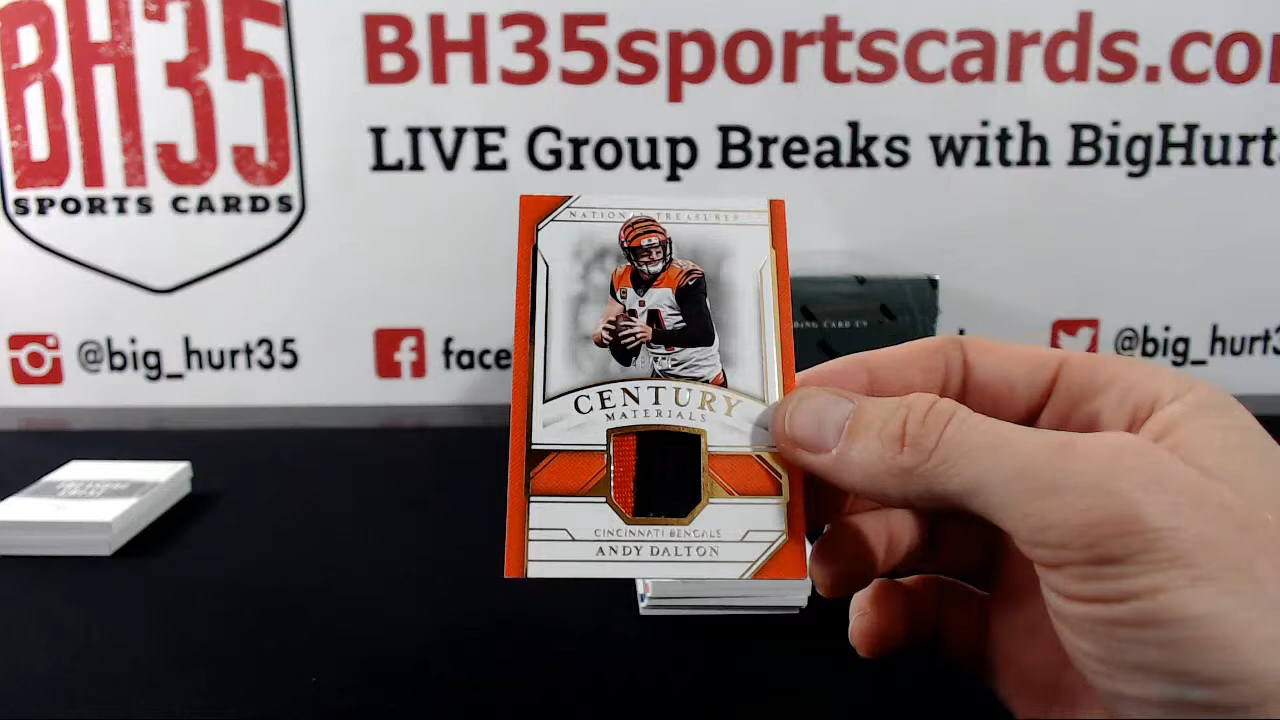 BH35
SPORTS CARDS
BH35sportscards.co
LIVE Group Breaks with BigHurt
@big_hurt35
face
@big_hurt3
NATIONAL TREASURES
CENTURY
MATERIALS
CINCINNATI BENGALS
ANDY DALTON
14